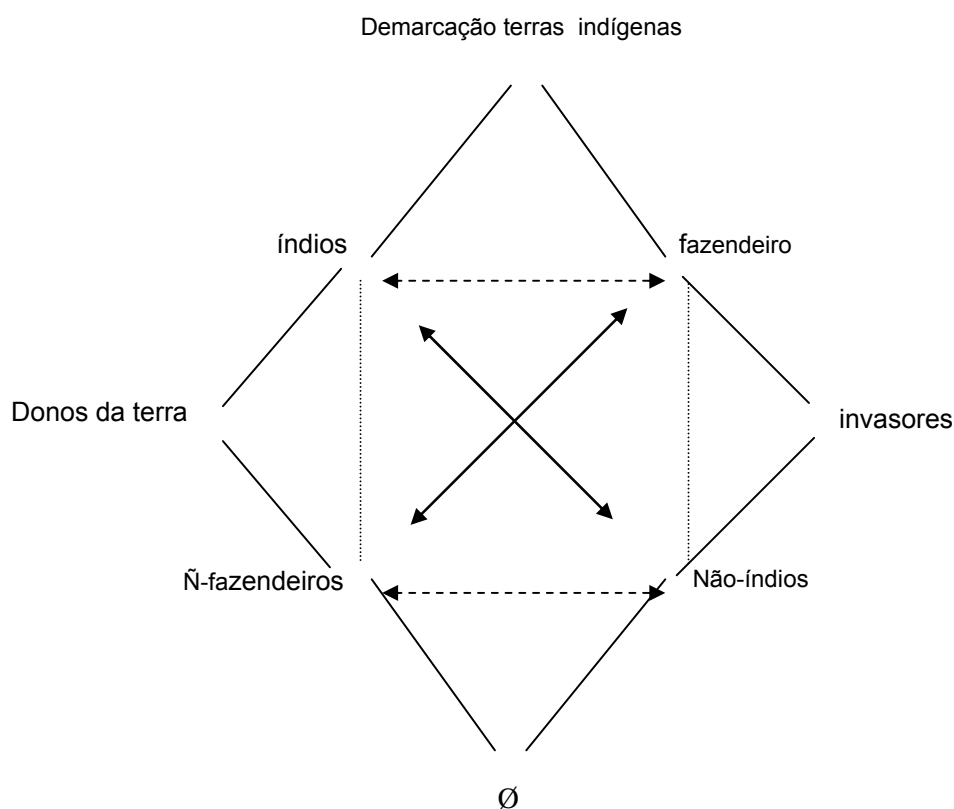 Demarcação terras indígenas
índios
fazendeiro
Donos da terra
invasores
Ñ-fazendeiros
Não-índios
Ø